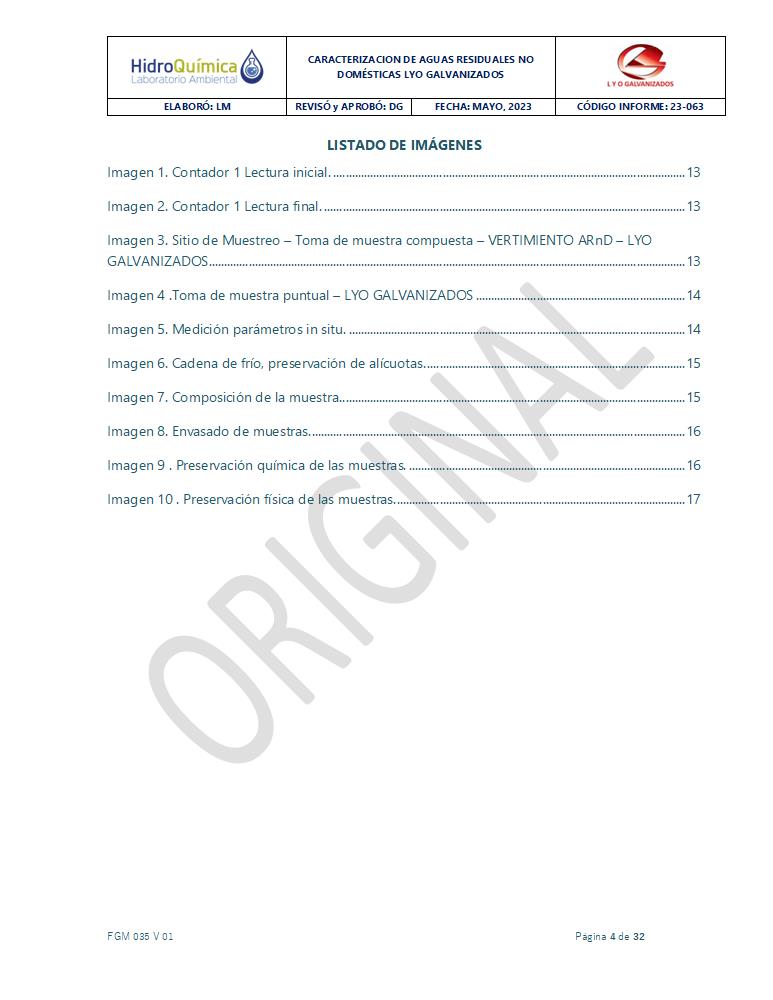 HidroQuímica
Laboratorio Ambiental
CARACTERIZACION DE AGUAS RESIDUALES NO
DOMÉSTICAS LYO GALVANIZADOS
L Y O GALVANIZADOS
ELABORÓ: LM REVISÓ y APROBÓ: DG FECHA: MAYO, 2023 CÓDIGO INFORME: 23-063
LISTADO DE IMÁGENES
Imagen 1. Contador 1 Lectura inicial. 13
Imagen 2. Contador 1 Lectura final. 13
Imagen 3. Sitio de Muestreo – Toma de muestra compuesta – VERTIMIENTO ARnD – LYO
GALVANIZADOS 13
Imagen 4 .Toma de muestra puntual – LYO GALVANIZADOS 14
Imagen 5. Medición parámetros in situ. 14
Imagen 6. Cadena de frío, preservación de alícuotas. 15
Imagen 7. Composición de la muestra. 15
Imagen 8. Envasado de muestras. 16
Imagen 9 . Preservación química de las muestras. 16
Imagen 10 . Preservación física de las muestras. 17
ORIGINAL
FGM 035 V 01 Página 4 de 32